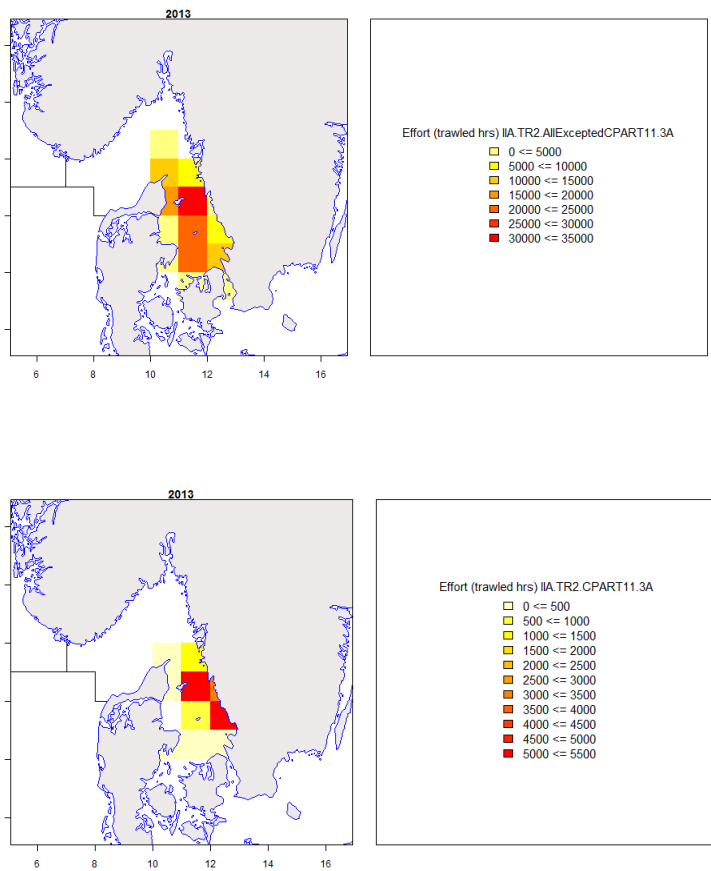 2013
Effort (trawled hrs) IIA.TR2.AllExceptedCPART11.3A
0 <= 5000
5000 <= 10000
10000 <= 15000
15000 <= 20000
20000 <= 25000
25000 <= 30000
30000 <= 35000
6 8 10 12 14 16
2013
Effort (trawled hrs) IIA.TR2.CPART11.3A
0 <= 500
500 <= 1000
1000 <= 1500
1500 <= 2000
2000 <= 2500
2500 <= 3000
3000 <= 3500
3500 <= 4000
4000 <= 4500
4500 <= 5000
5000 <= 5500
6 8 10 12 14 16